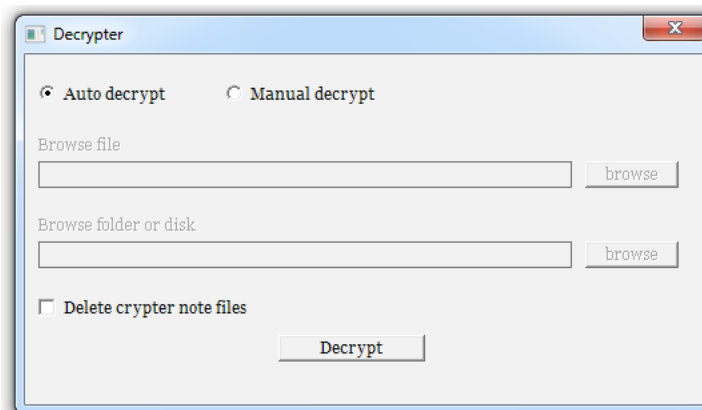 Decrypter
Auto decrypt Manual decrypt
Browse file
browse
Browse folder or disk
browse
Delete crypter note files
Decrypt